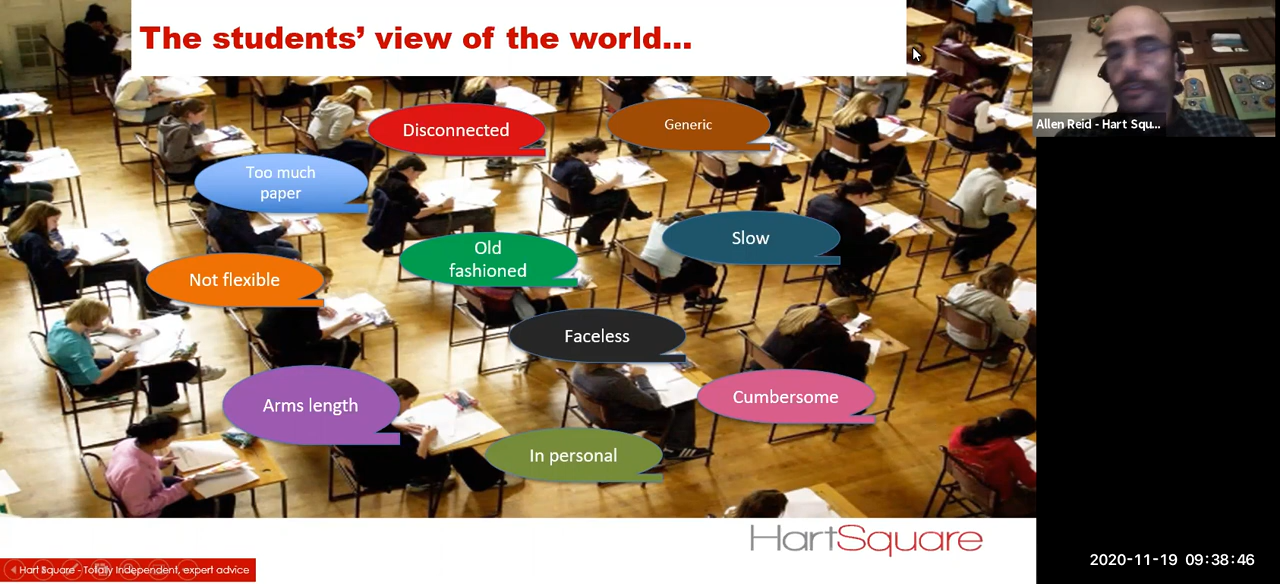 The students’ view of the world...
Disconnected
Generic
Too much
paper
Old
fashioned
Slow
Not flexible
Faceless
Arms length
Cumbersome
In personal
HartSquare
Hart Square - Totally Independent, expert advice
Allen Reid - Hart Squ...
2020-11-19 09:38:46